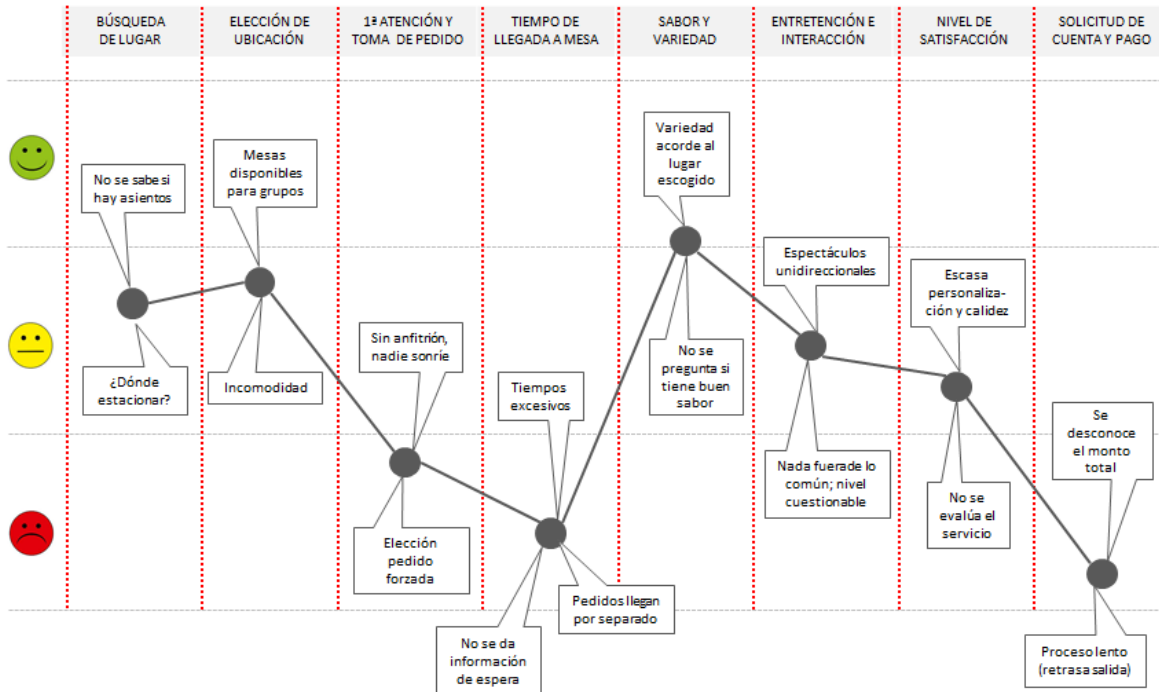 BÚSQUEDA
DE LUGAR
ELECCIÓN DE
UBICACIÓN
1ª ATENCIÓN Y
TOMA DE PEDIDO
TIEMPO DE
LLEGADA A MESA
SABOR Y
VARIEDAD
ENTRETENCIÓN E
INTERACCIÓN
NIVEL DE
SATISFACCIÓN
SOLICITUD DE
CUENTA Y PAGO
No se sabe si
hay asientos
¿Dónde
estacionar?
Mesas
disponibles
para grupos
Incomodidad
Sin anfitrión,
nadie sonríe
Elección
pedido
forzada
Tiempos
excesivos
No se da
información
de espera
Pedidos llegan
por separado
Variedad
acorde al
lugar
escogido
No se
pregunta si
tiene buen
sabor
Espectáculos
unidireccionales
Nada fuera de lo
común; nivel
cuestionable
Escasa
personaliza-
ción y calidez
No se
evalúa el
servicio
Se
desconoce
el monto
total
Proceso lento
(retrasa salida)